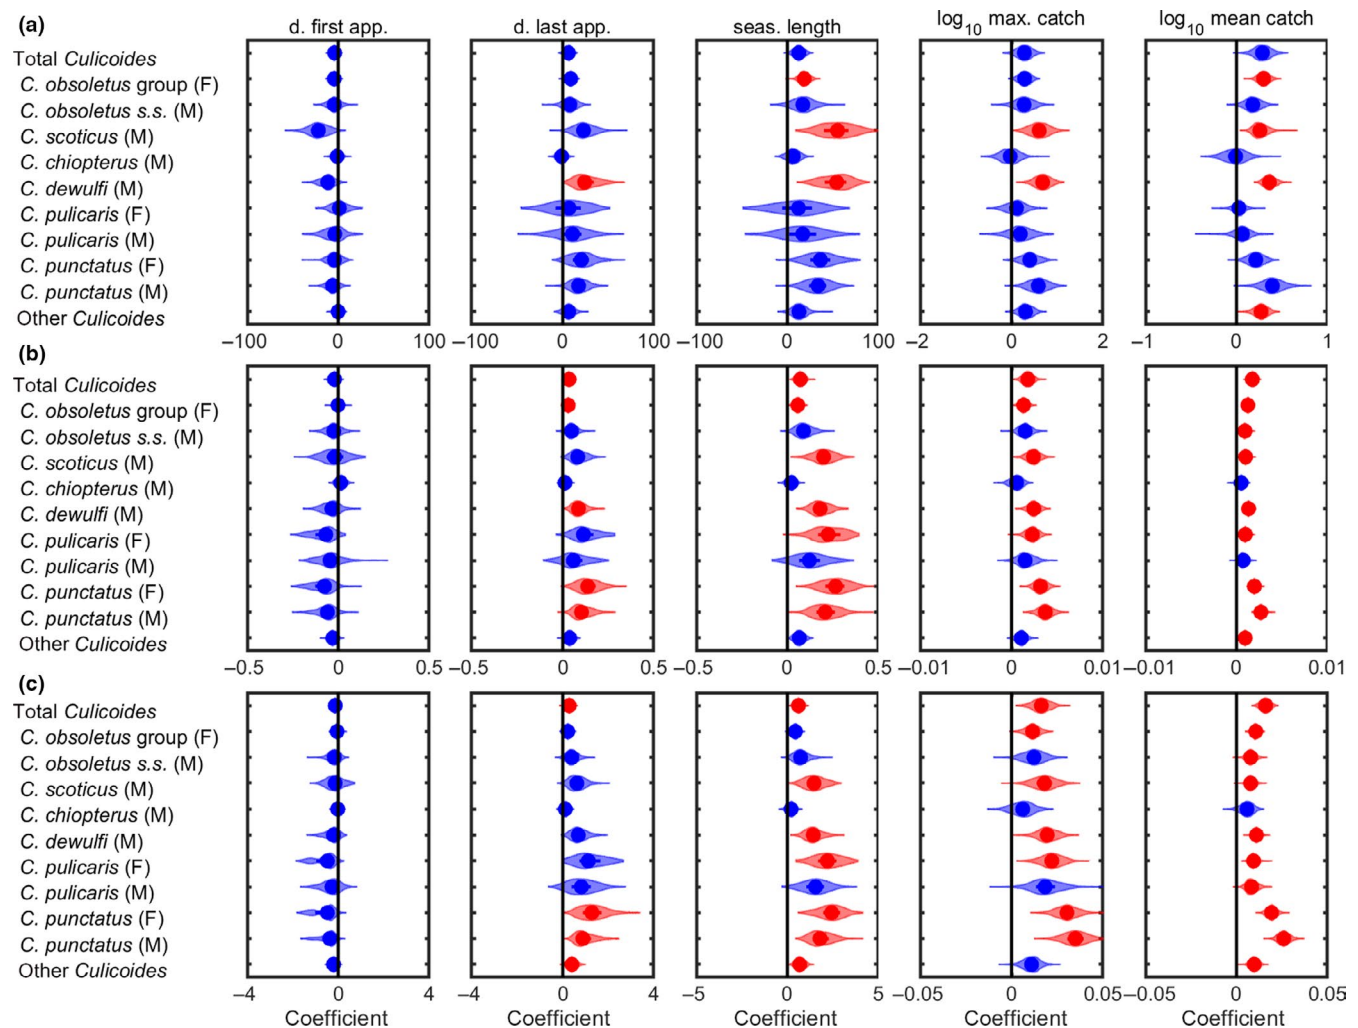 (a)
d. first app. d. last app. seas. length log10 max. catch log10 mean catch
Total Culicoides
C. obsoletus group (F)
C. obsoletus s.s. (M)
C. scoticus (M)
C. chiopterus (M)
C. dewulfi (M)
C. pulicaris (F)
C. pulicaris (M)
C. punctatus (F)
C. punctatus (M)
Other Culicoides
−100 0 100 −100 0 100 −100 0 100 −2 0 2 −1 0 1
(b)
Total Culicoides
C. obsoletus group (F)
C. obsoletus s.s. (M)
C. scoticus (M)
C. chiopterus (M)
C. dewulfi (M)
C. pulicaris (F)
C. pulicaris (M)
C. punctatus (F)
C. punctatus (M)
Other Culicoides
−0.5 0 0.5 −0.5 0 0.5 −0.5 0 0.5 −0.01 0 0.01 −0.01 0 0.01
(c)
Total Culicoides
C. obsoletus group (F)
C. obsoletus s.s. (M)
C. scoticus (M)
C. chiopterus (M)
C. dewulfi (M)
C. pulicaris (F)
C. pulicaris (M)
C. punctatus (F)
C. punctatus (M)
Other Culicoides
−4 0 4 −4 0 4 −5 0 5 −0.05 0 0.05 −0.05 0 0.05
Coefficient Coefficient Coefficient Coefficient Coefficient